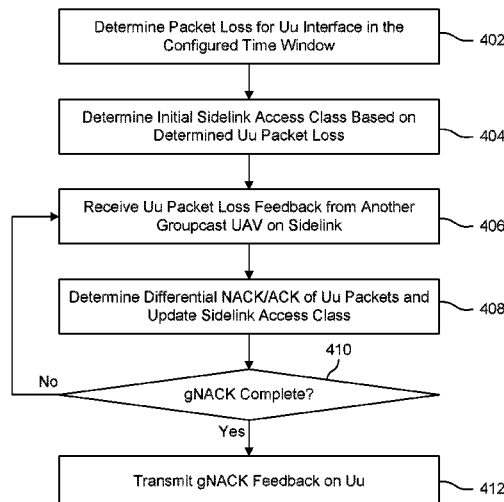 Determine Packet Loss for Uu Interface in the
Configured Time Window
402
Determine Initial Sidelink Access Class Based on
Determined Uu Packet Loss
404
Receive Uu Packet Loss Feedback from Another
Groupcast UAV on Sidelink
406
Determine Differential NACK/ACK of Uu Packets and
Update Sidelink Access Class
408
410
No
gNACK Complete?
Yes
Transmit gNACK Feedback on Uu
412